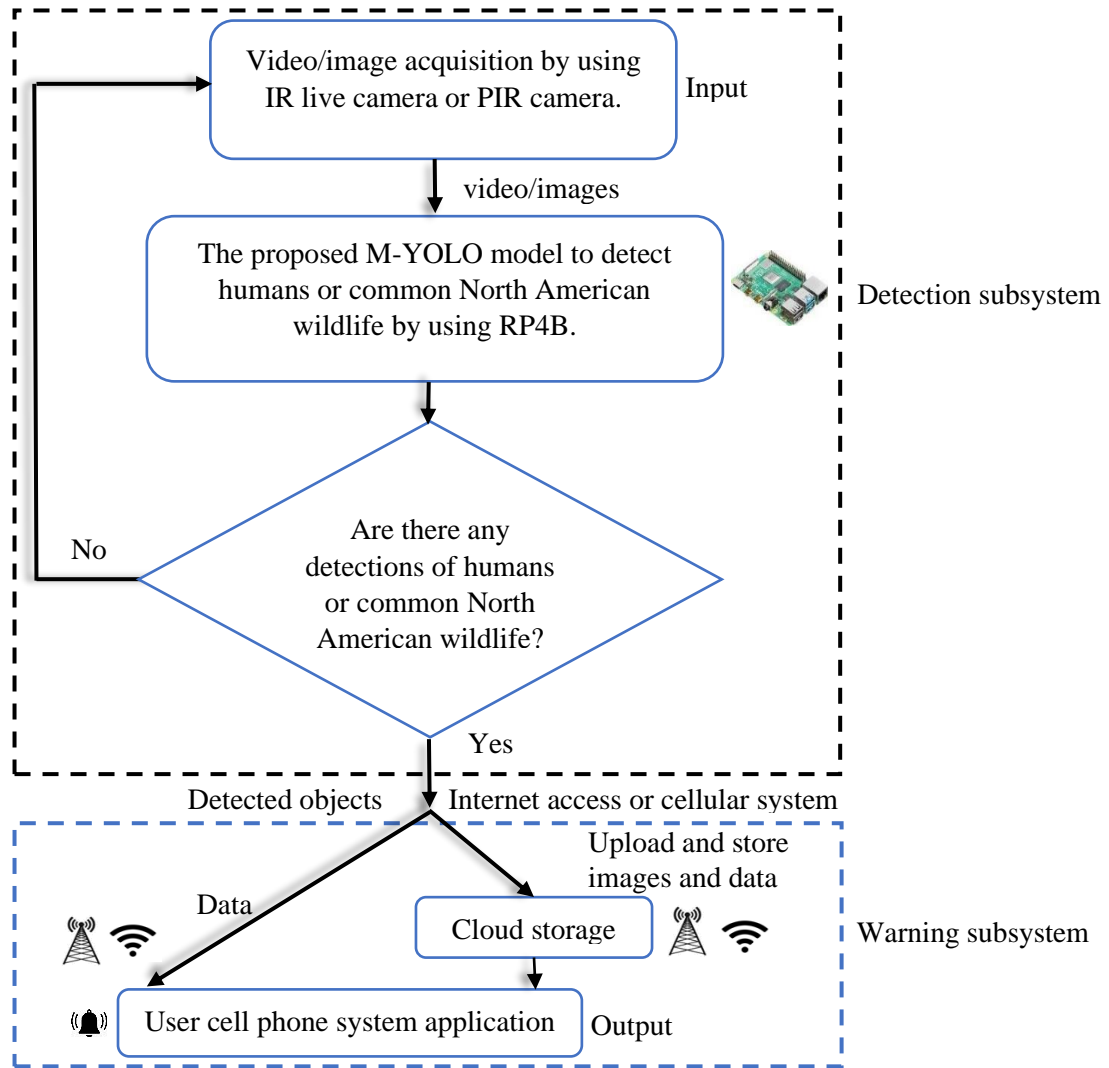 Video/image acquisition by using
IR live camera or PIR camera.
Input
video/images
The proposed M-YOLO model to detect
humans or common North American
wildlife by using RP4B.
Detection subsystem
Are there any
detections of humans
or common North
American wildlife?
No
Yes
Detected objects
Internet access or cellular system
Upload and store
images and data
Data
Cloud storage
Warning subsystem
User cell phone system application
Output